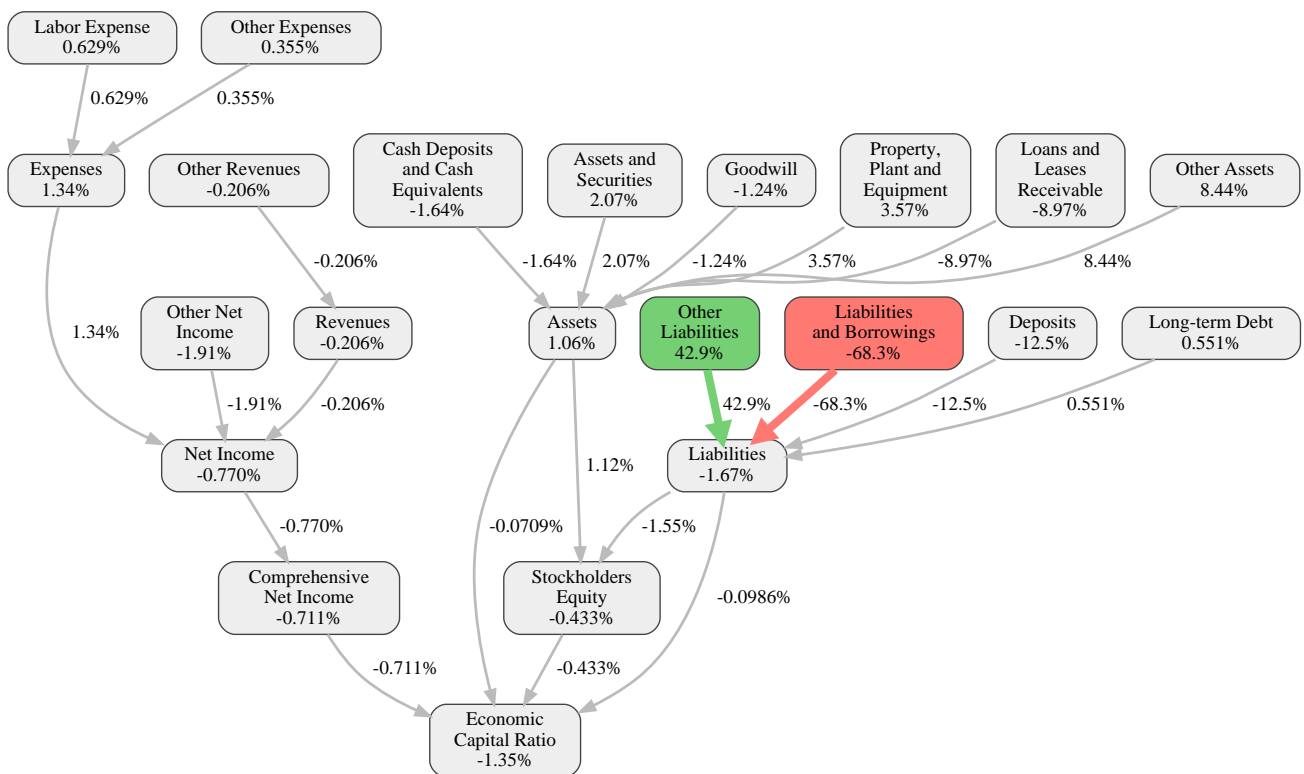 Labor Expense
0.629%
Other Expenses
0.355%
0.629%
0.355%
Expenses
1.34%
Other Revenues
-0.206%
Cash Deposits
and Cash
Equivalents
-1.64%
Assets and
Securities
2.07%
Goodwill
-1.24%
Property,
Plant and
Equipment
3.57%
Loans and
Leases
Receivable
-8.97%
Other Assets
8.44%
-0.206%
-1.64%
2.07%
-1.24%
3.57%
-8.97%
8.44%
1.34%
Other Net
Income
-1.91%
Revenues
-0.206%
Assets
1.06%
Other
Liabilities
42.9%
Liabilities
and Borrowings
-68.3%
Deposits
-12.5%
Long-term Debt
0.551%
-1.91%
-0.206%
42.9%
-68.3%
-12.5%
0.551%
Net Income
-0.770%
1.12%
Liabilities
-1.67%
-0.770%
-0.0709%
-1.55%
Comprehensive
Net Income
-0.711%
Stockholders
Equity
-0.433%
-0.0986%
-0.711%
-0.433%
Economic
Capital Ratio
-1.35%